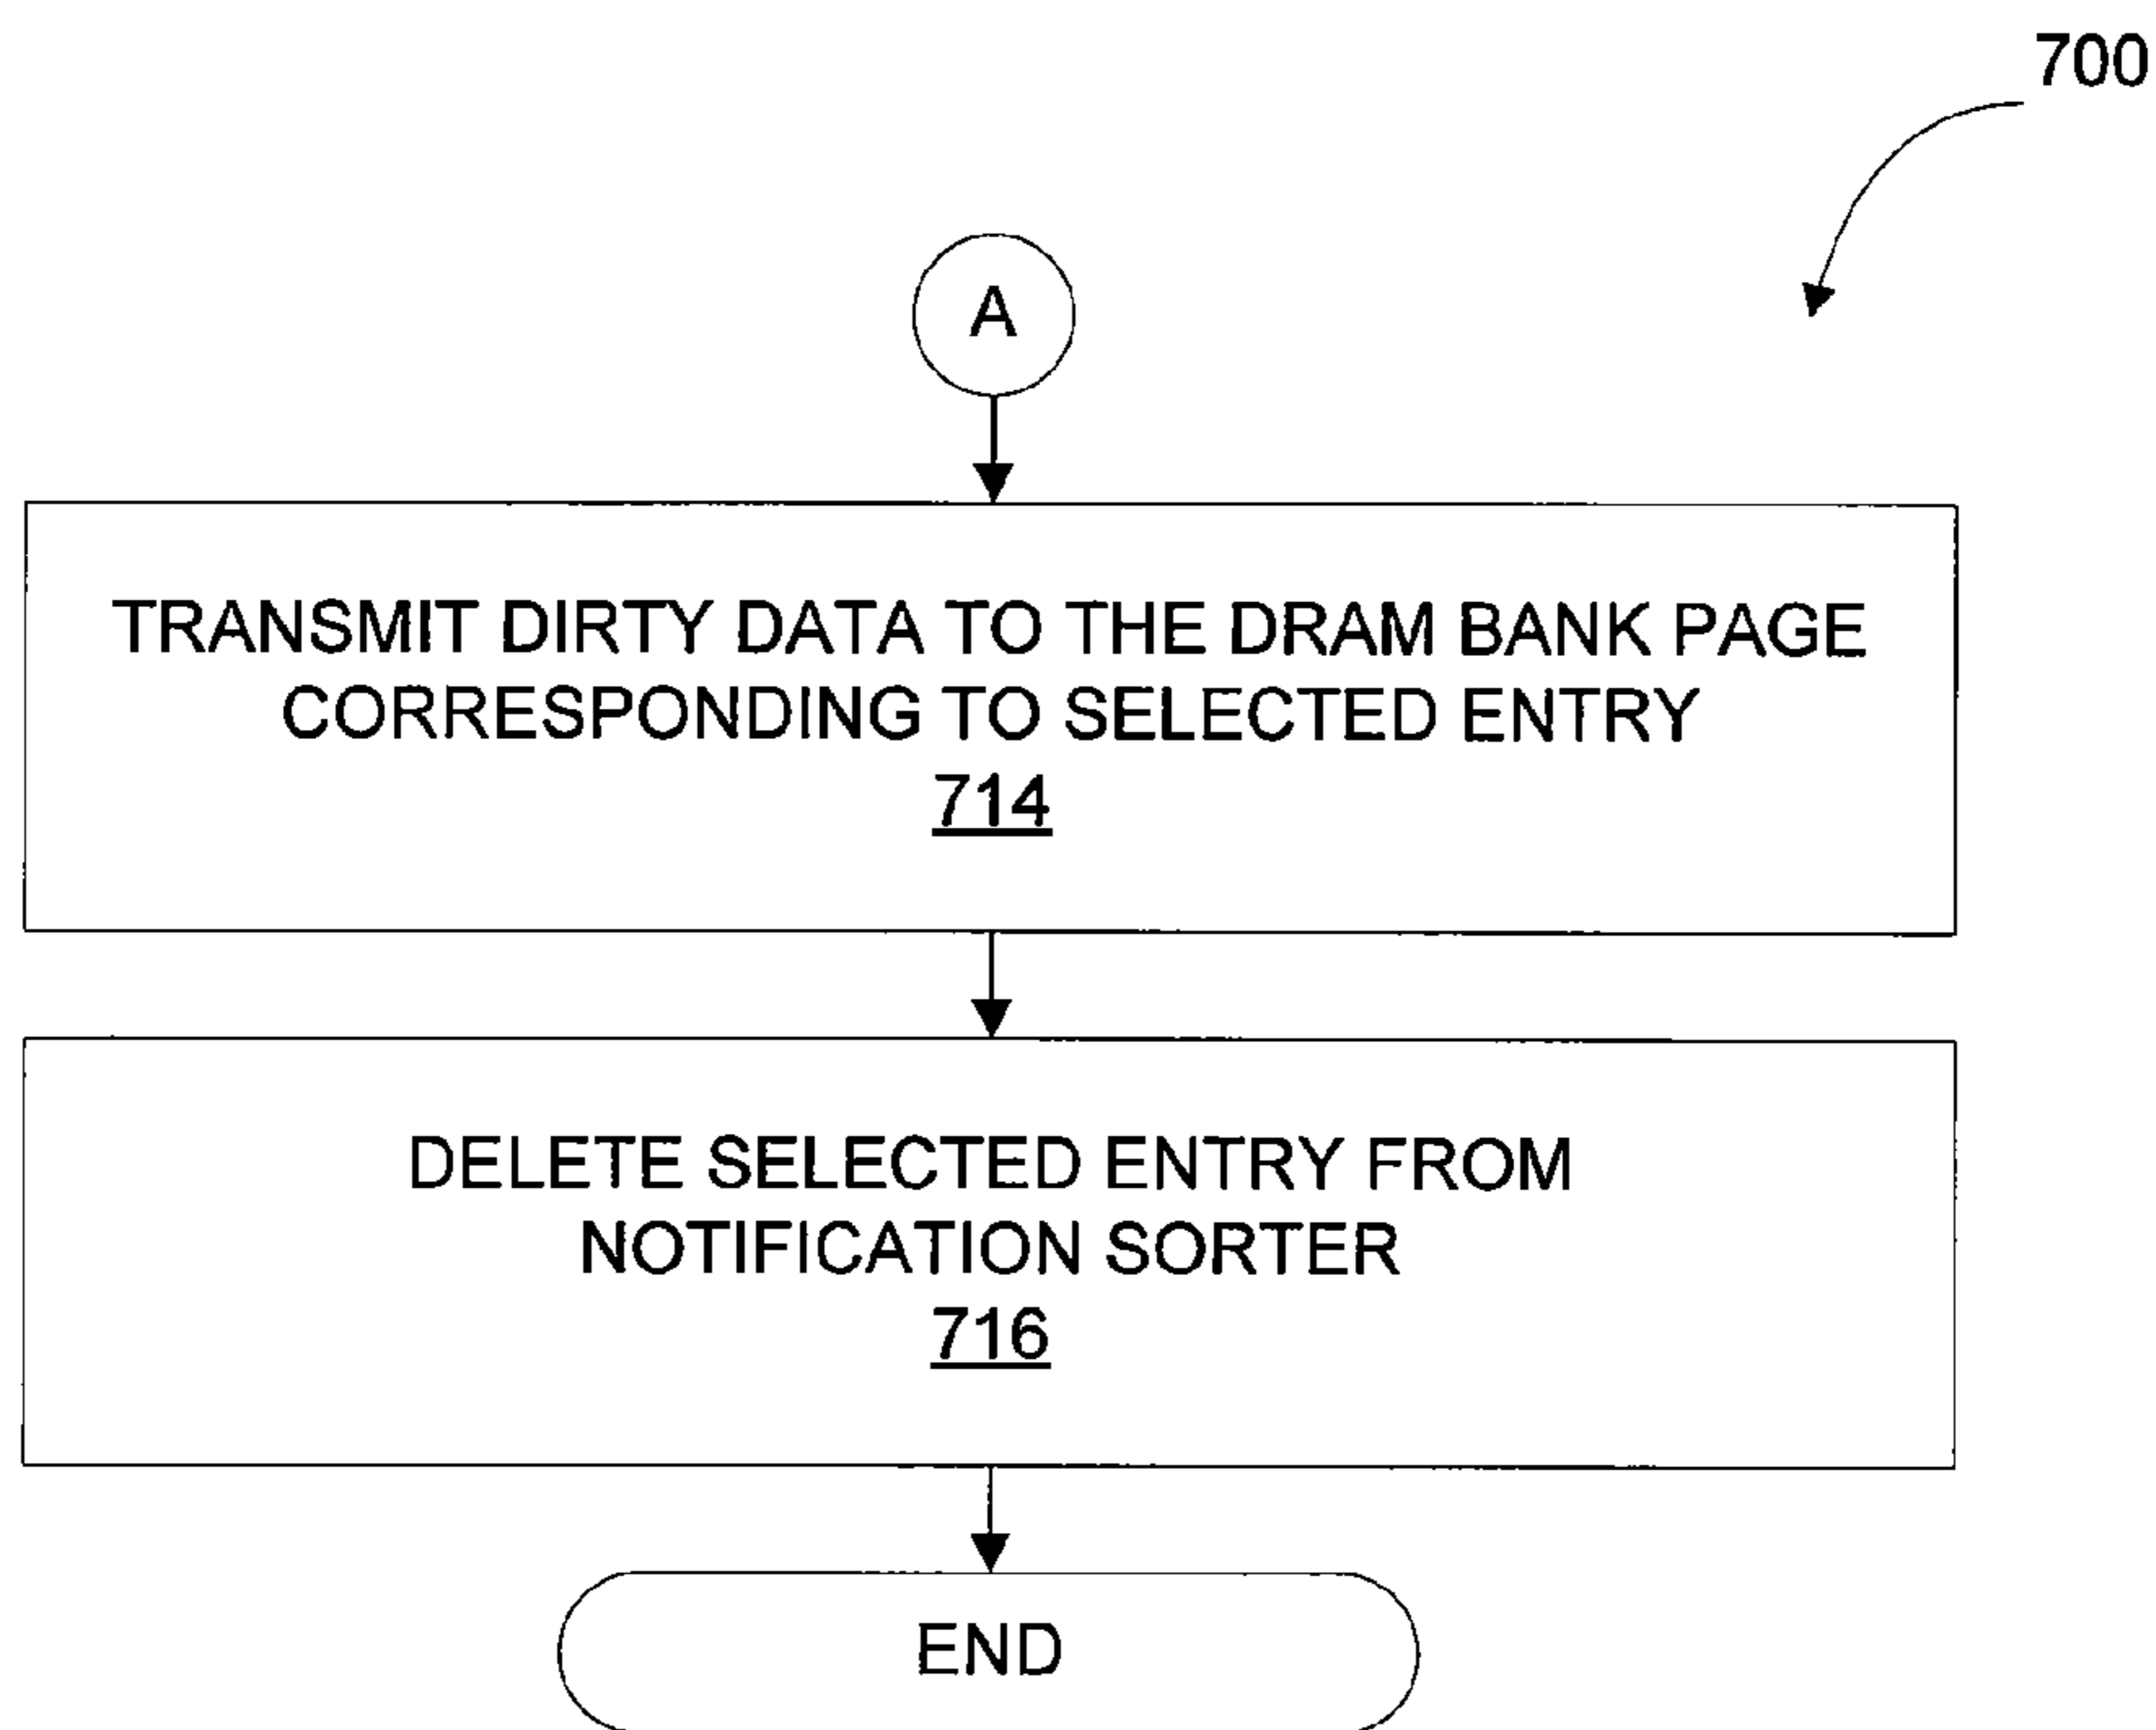 700
A
TRANSMIT DIRTY DATA TO THE DRAM BANK PAGE
CORRESPONDING TO SELECTED ENTRY
714
DELETE SELECTED ENTRY FROM
NOTIFICATION SORTER
716
END